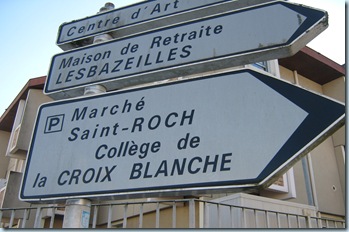 Centre d'Art
Maison de Retraite
LESBAZEILLES
P Marché
Saint-ROCH
Collège de
la CROIX BLANCHE